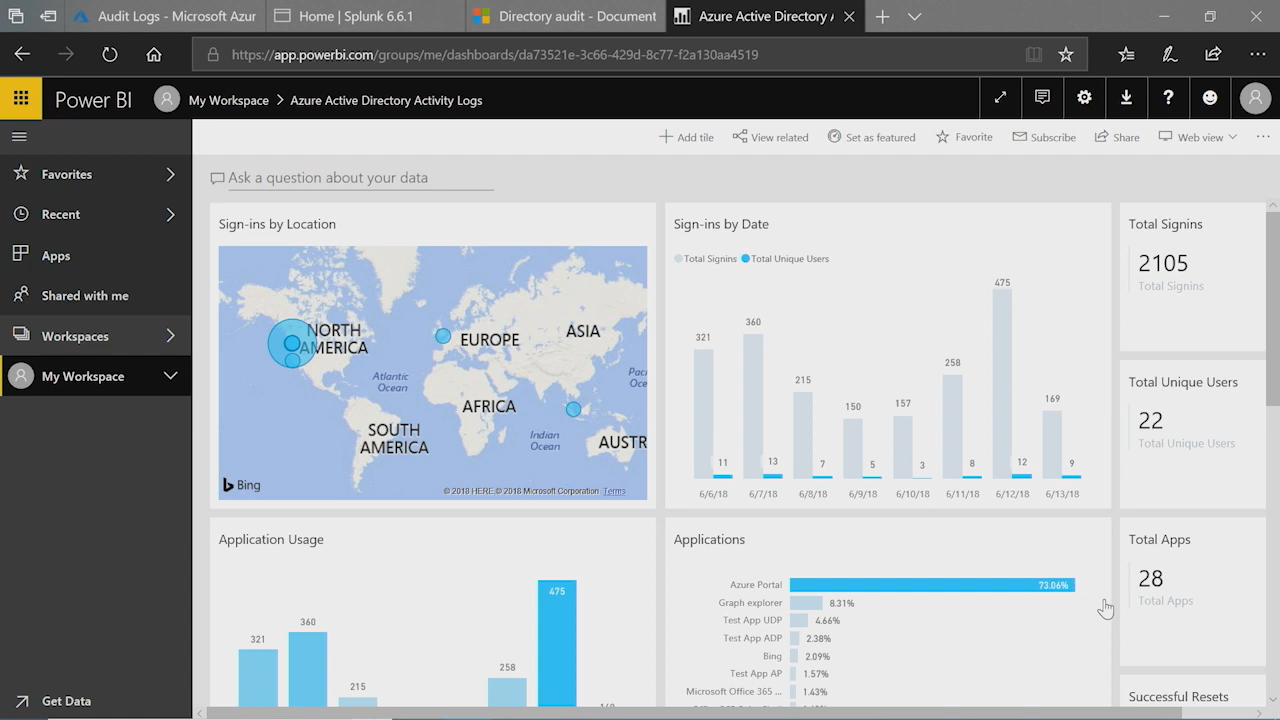 Audit Logs - Microsoft Azur
Home | Splunk 6.6.1
Directory audit - Document
Azure Active Directory A
https://app.powerbi.com/groups/me/dashboards/da73521e-3c66-429d-8c77-f2a130aa4519
Power BI
My Workspace > Azure Active Directory Activity Logs
Add tile
View related
Set as featured
Favorite
Subscribe
Share
Web view
Favorites
Recent
Apps
Shared with me
Workspaces
My Workspace
Get Data
Ask a question about your data
Sign-ins by Location
NORTH
AMERICA
EUROPE
ASIA
Atlantic
Ocean
Paci
Oce
AFRICA
SOUTH
AMERICA
Indian
Ocean
AUSTR
Bing
© 2018 HERE © 2018 Microsoft Corporation Terms
Sign-ins by Date
Total Signins Total Unique Users
321
360
215
150
157
258
475
169
11
13
7
5
3
8
12
9
6/6/18
6/7/18
6/8/18
6/9/18
6/10/18
6/11/18
6/12/18
6/13/18
Total Signins
2105
Total Signins
Total Unique Users
22
Total Unique Users
Application Usage
321
360
215
258
475
Applications
Azure Portal 73.06%
Graph explorer 8.31%
Test App UDP 4.66%
Test App ADP 2.38%
Bing 2.09%
Test App AP 1.57%
Microsoft Office 365 ... 1.43%
Total Apps
28
Total Apps
Successful Resets